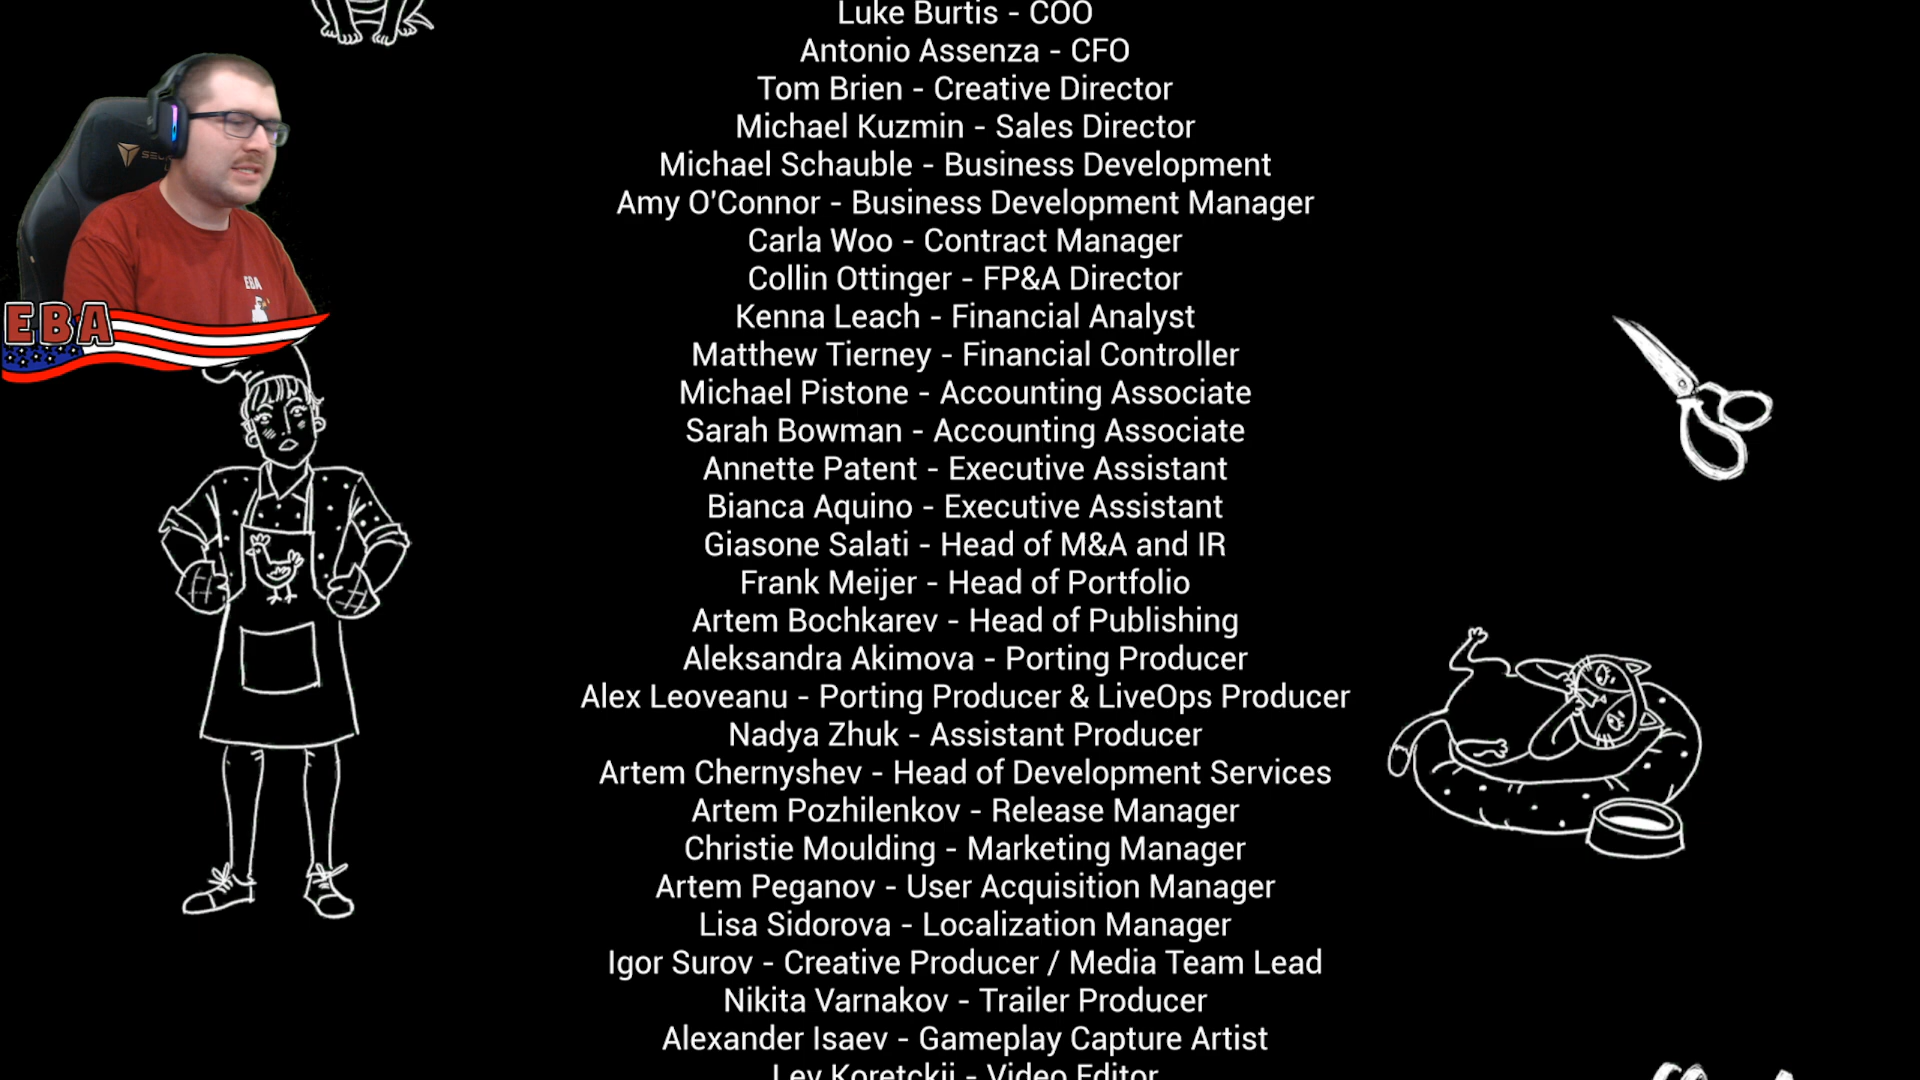 Luke Burtis - COO
Antonio Assenza - CFO
Tom Brien - Creative Director
Michael Kuzmin - Sales Director
Michael Schauble - Business Development
Amy O'Connor - Business Development Manager
Carla Woo - Contract Manager
Collin Ottinger - FP&A Director
Kenna Leach - Financial Analyst
Matthew Tierney - Financial Controller
Michael Pistone - Accounting Associate
Sarah Bowman - Accounting Associate
Annette Patent - Executive Assistant
Bianca Aquino - Executive Assistant
Giasone Salati - Head of M&A and IR
Frank Meijer - Head of Portfolio
Artem Bochkarev - Head of Publishing
Aleksandra Akimova - Porting Producer
Alex Leoveanu - Porting Producer & LiveOps Producer
Nadya Zhuk - Assistant Producer
Artem Chernyshev - Head of Development Services
Artem Pozhilenkov - Release Manager
Christie Moulding - Marketing Manager
Artem Peganov - User Acquisition Manager
Lisa Sidorova - Localization Manager
Igor Surov - Creative Producer / Media Team Lead
Nikita Varnakov - Trailer Producer
Alexander Isaev - Gameplay Capture Artist
Lev Koretckii - Video Editor
EBA
EBA